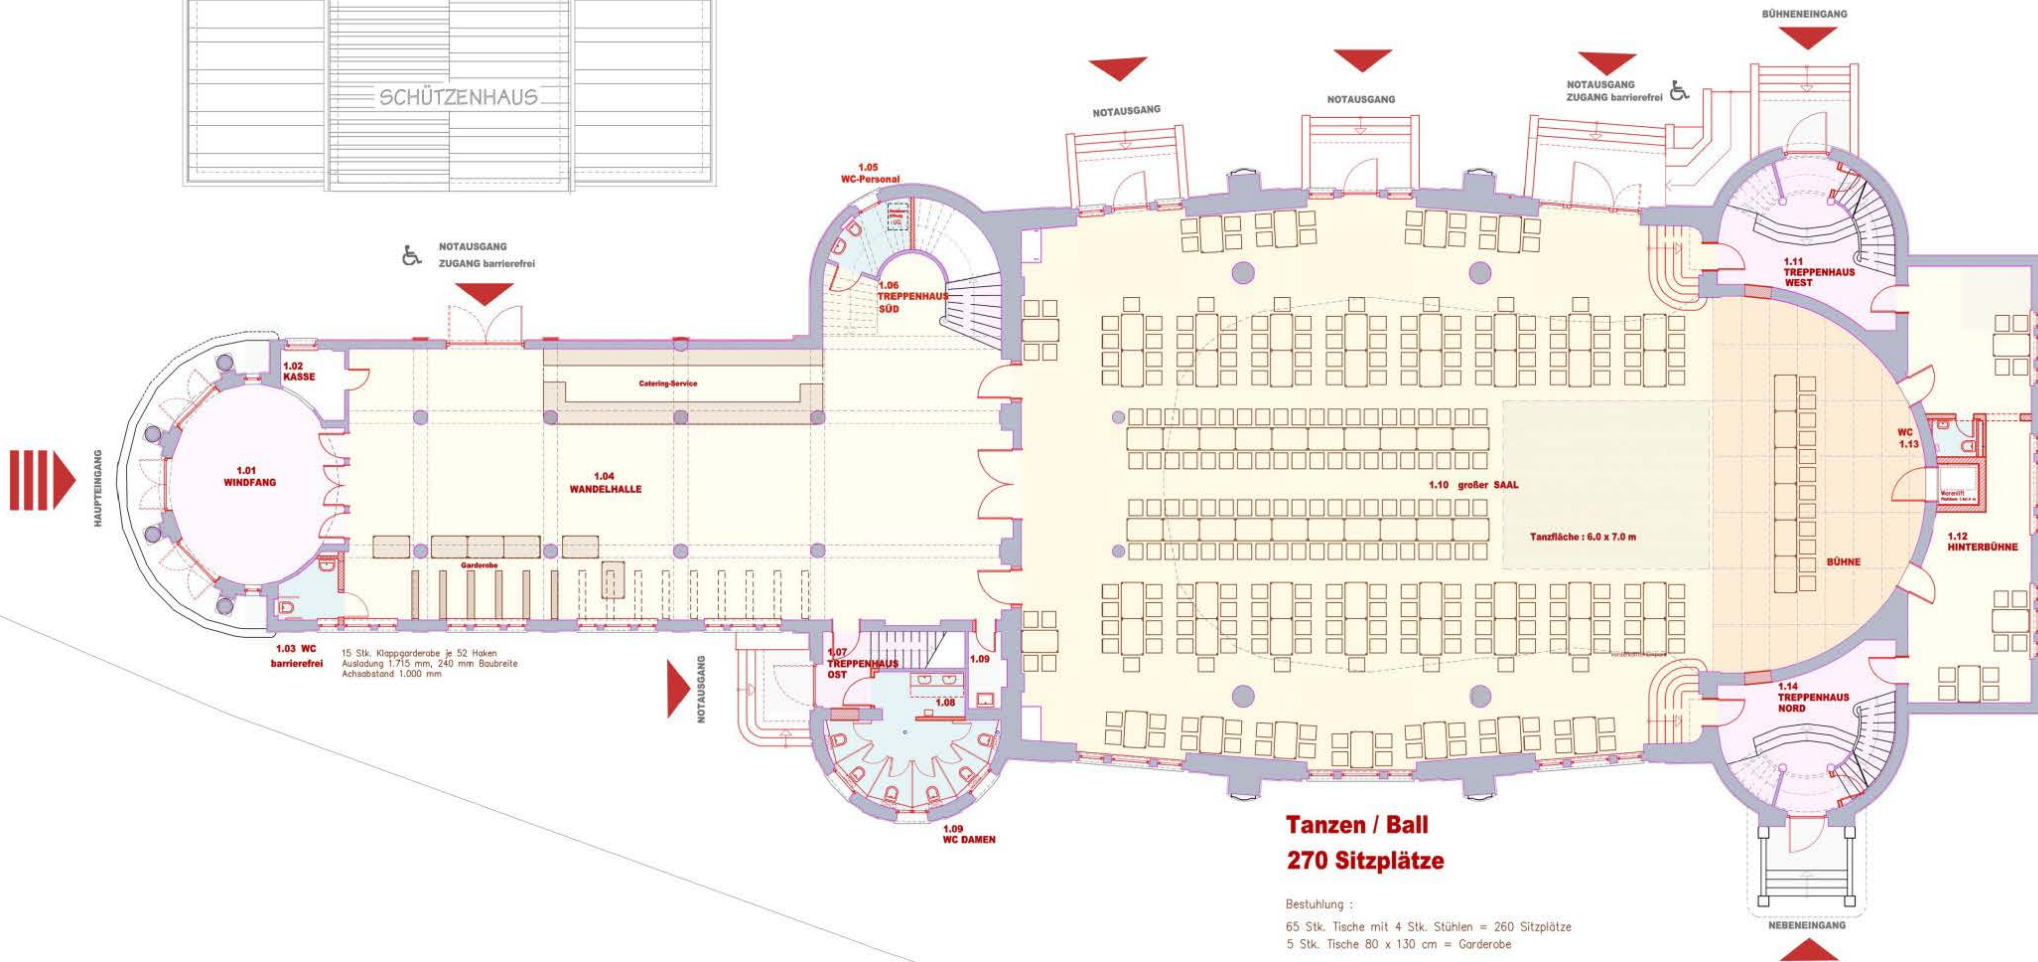 BÜHNENEINGANG
SCHÜTZENHAUS
NOTAUSGANG
NOTAUSGANG
NOTAUSGANG
ZUGANG barrierefrei
1.05
WC-Personal
NOTAUSGANG
ZUGANG barrierefrei
1.06
TREPPENHAUS
SÜD
1.11
TREPPENHAUS
WEST
1.02
KASSE
Catering-Service
HAUPTEINGANG
1.01
WINDFANG
1.04
WANDELHALLE
1.10 großer SAAL
WC
1.13
Warenlift
Tanzfläche : 6.0 x 7.0 m
1.12
HINTERBÜHNE
BÜHNE
Garderobe
1.03 WC
barrierefrei
15 Stk. Klappgarderobe je 52 Haken
Ausladung 1.715 mm, 240 mm Baubreite
Achsabstand 1.000 mm
NOTAUSGANG
1.07
TREPPENHAUS
OST
1.09
1.08
1.14
TREPPENHAUS
NORD
1.09
WC DAMEN
Tanzen / Ball
270 Sitzplätze
Bestuhlung :
65 Stk. Tische mit 4 Stk. Stühlen = 260 Sitzplätze
5 Stk. Tische 80 x 130 cm = Garderobe
NEBENEINGANG